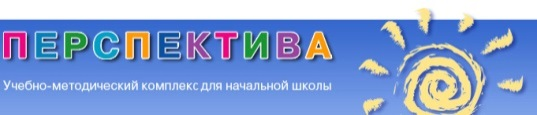 ПЕРСПЕКТИВА
Учебно-методический комплекс для начальной школы